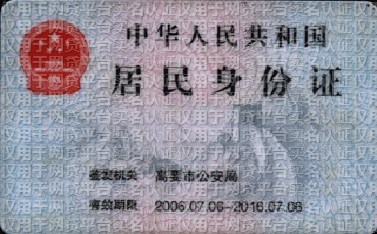 中华人民共和国
居民身份证
签发机关 高要市公安局
有效期限 2006.07.06-2016.07.06